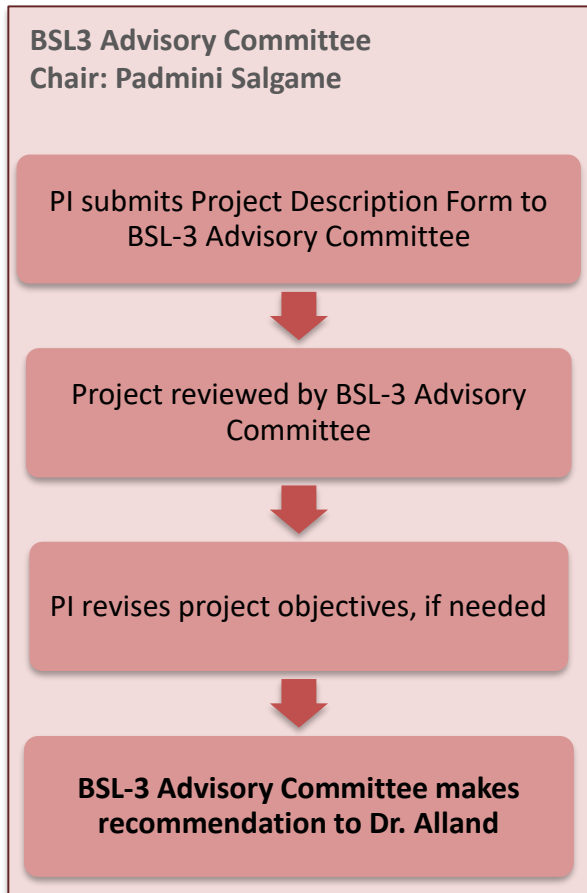 BSL3 Advisory Committee
Chair: Padmini Salgame
PI submits Project Description Form to
BSL-3 Advisory Committee
Project reviewed by BSL-3 Advisory
Committee
PI revises project objectives, if needed
BSL-3 Advisory Committee makes
recommendation to Dr. Alland